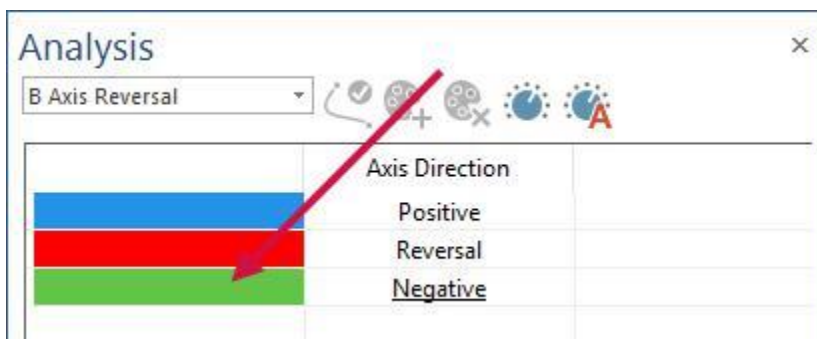 Analysis
B Axis Reversal
A
Axis Direction
Positive
Reversal
Negative